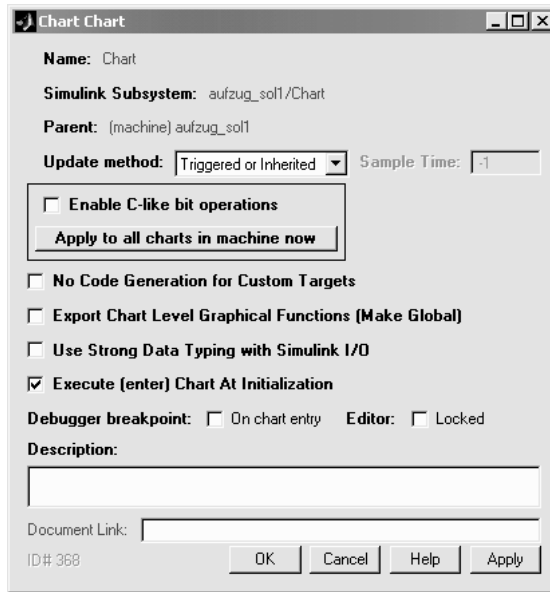 Chart Chart
Name: Chart
Simulink Subsystem: aufzug_sol1/Chart
Parent: (machine) aufzug_sol1
Update method: Triggered or Inherited Sample Time: -1
Enable C-like bit operations
Apply to all charts in machine now
No Code Generation for Custom Targets
Export Chart Level Graphical Functions (Make Global)
Use Strong Data Typing with Simulink I/O
Execute (enter) Chart At Initialization
Debugger breakpoint: On chart entry Editor: Locked
Description:
Document Link:
ID# 368 OK Cancel Help Apply